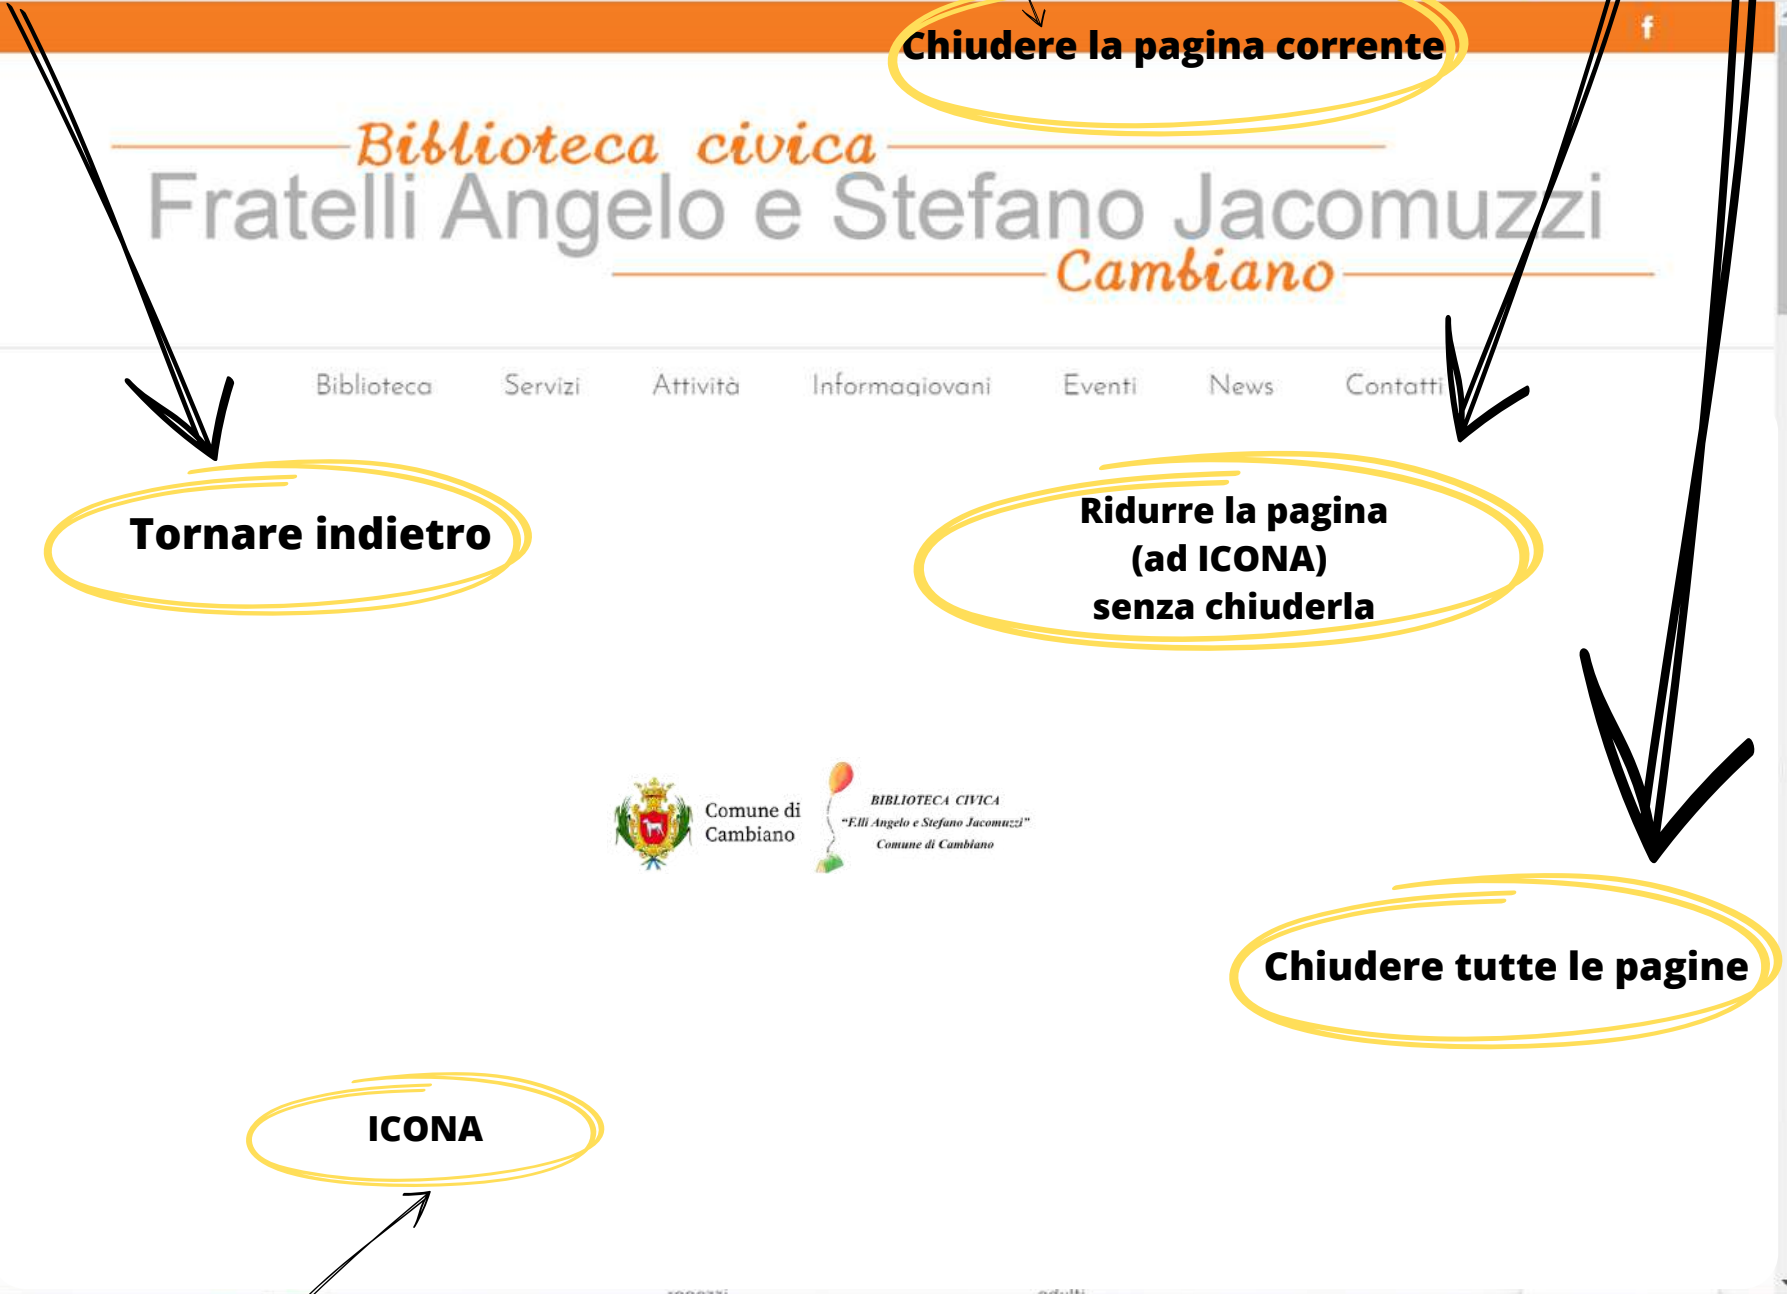 f
Chiudere la pagina corrente
Biblioteca civica
Fratelli Angelo e Stefano Jacomuzzi
Cambiano
Biblioteca Servizi Attività Informagiovani Eventi News Contatti
Tornare indietro
Ridurre la pagina
(ad ICONA)
senza chiuderla
Comune di
Cambiano
BIBLIOTECA CIVICA
“F.lli Angelo e Stefano Jacomuzzi”
Comune di Cambiano
Chiudere tutte le pagine
ICONA